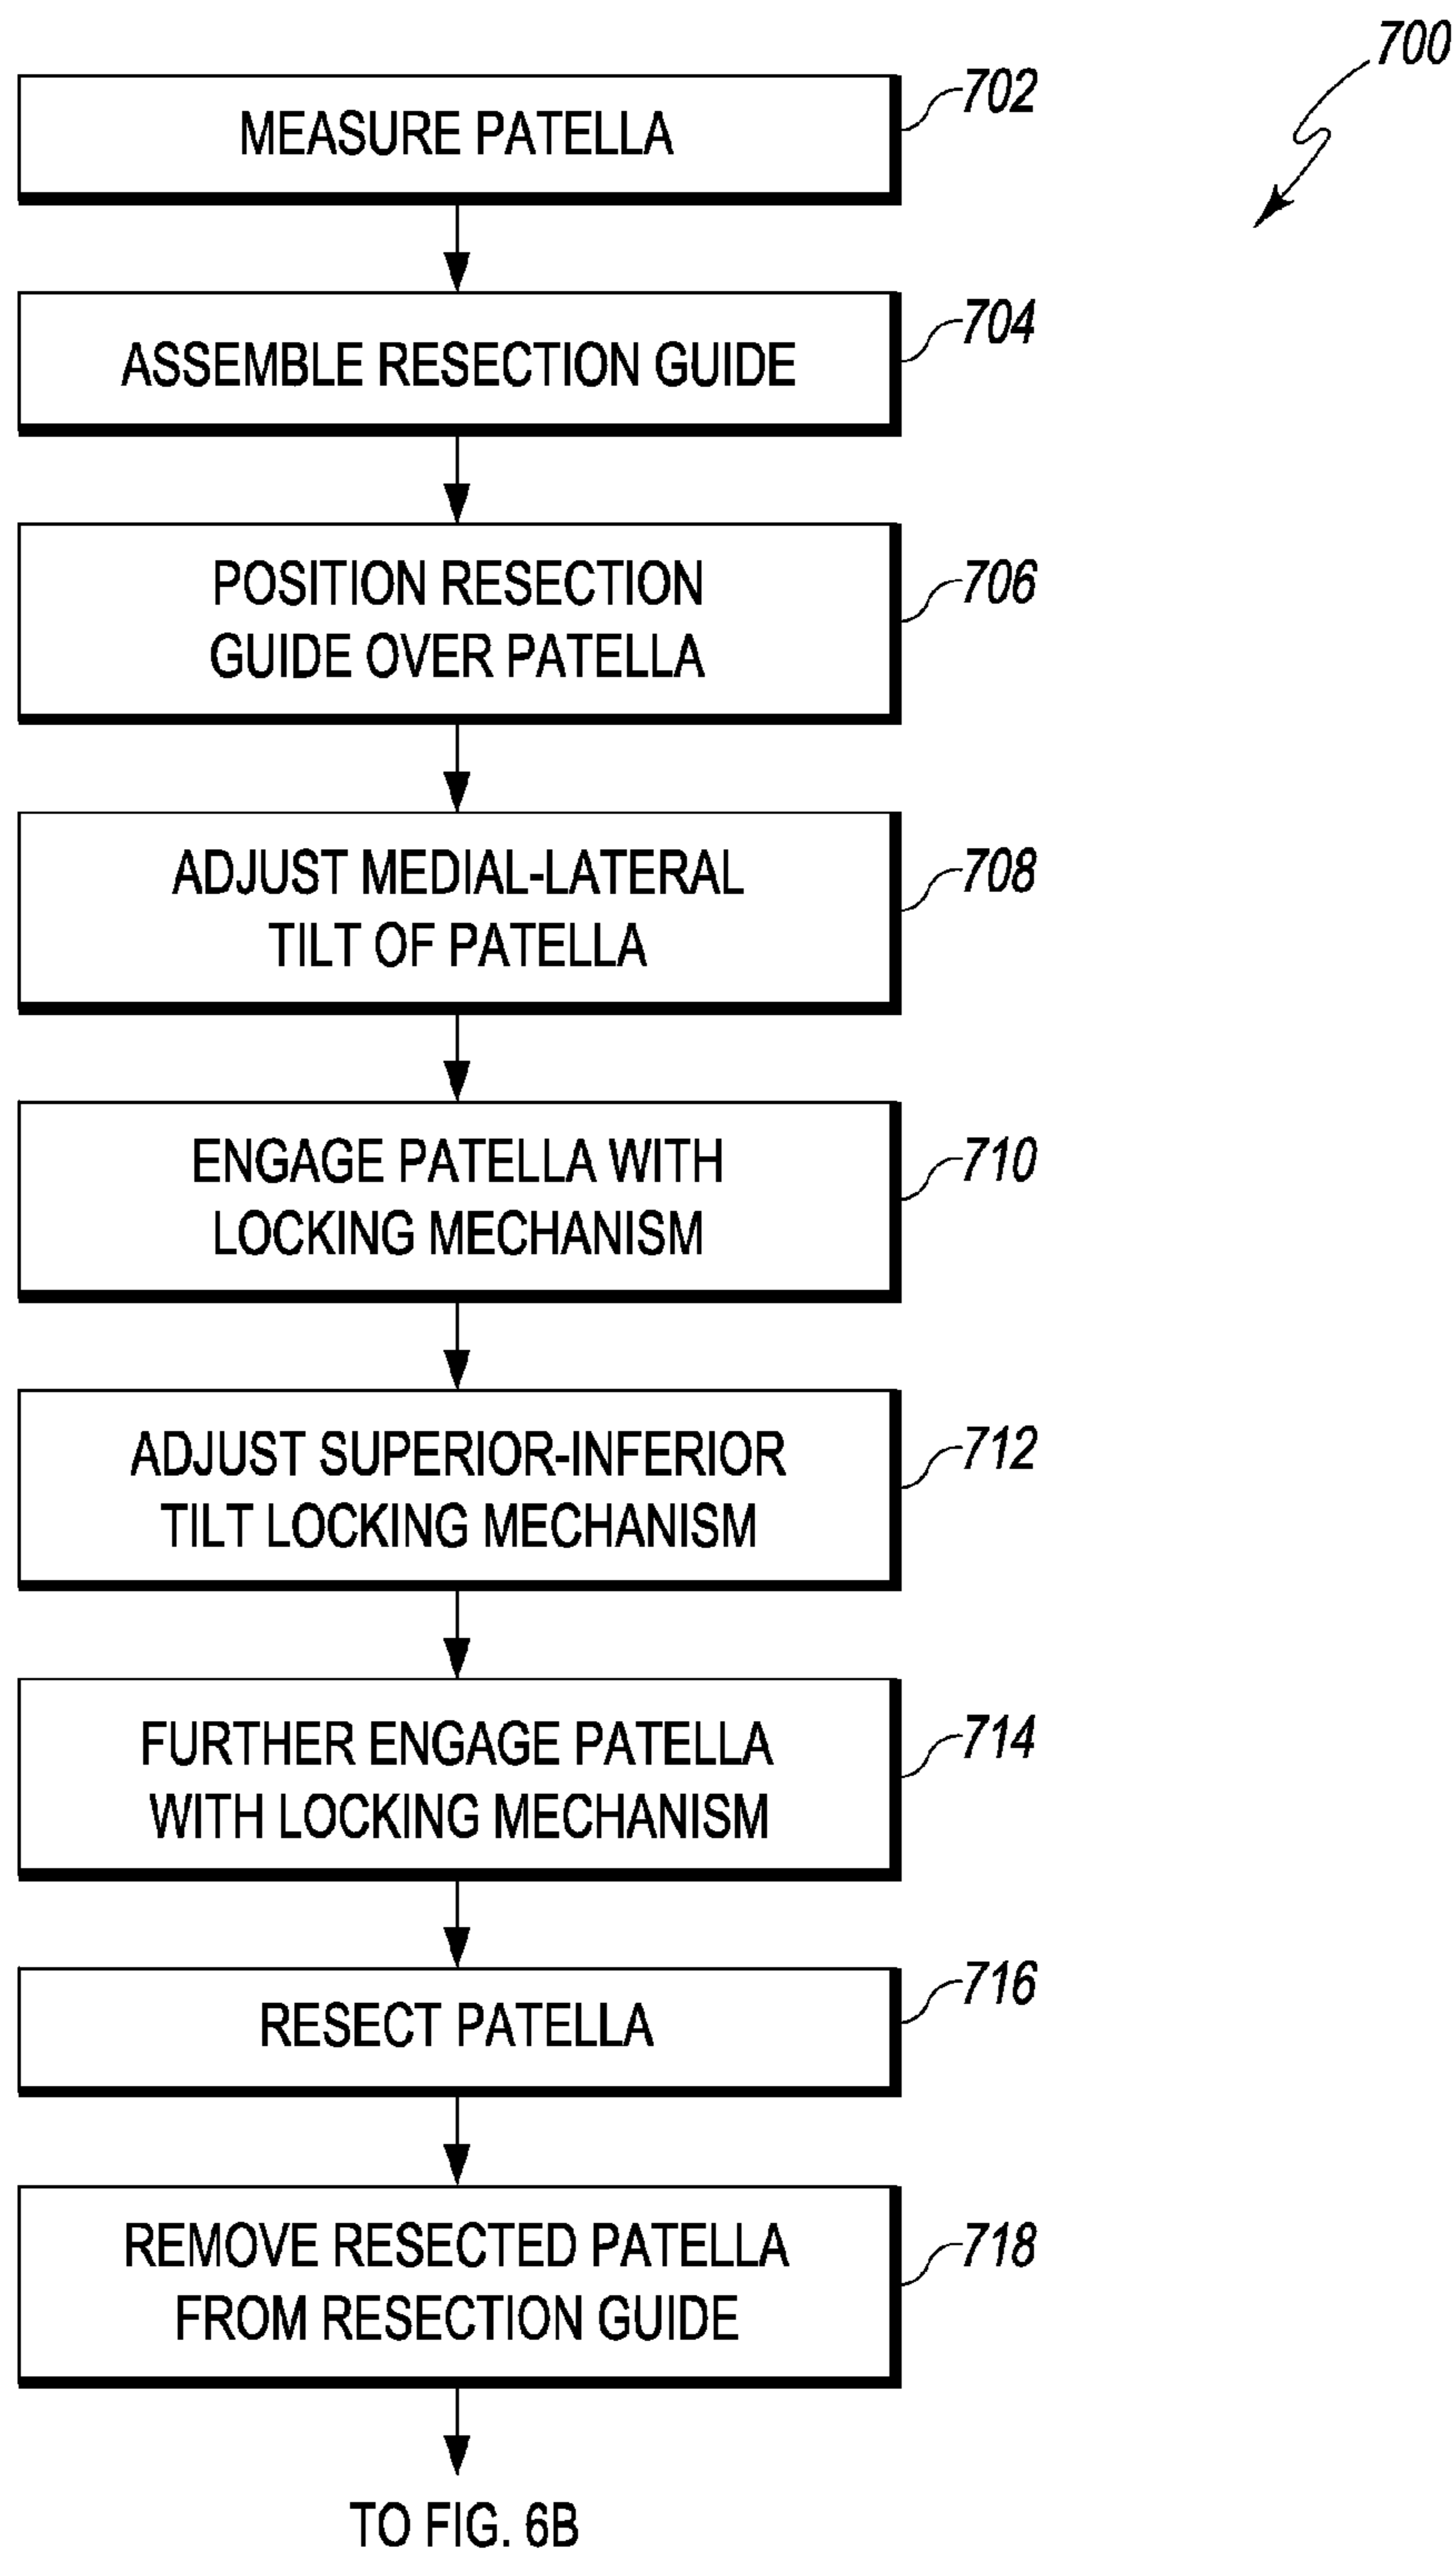 700
MEASURE PATELLA
702
ASSEMBLE RESECTION GUIDE
704
POSITION RESECTION
GUIDE OVER PATELLA
706
ADJUST MEDIAL-LATERAL
TILT OF PATELLA
708
ENGAGE PATELLA WITH
LOCKING MECHANISM
710
ADJUST SUPERIOR-INFERIOR
TILT LOCKING MECHANISM
712
FURTHER ENGAGE PATELLA
WITH LOCKING MECHANISM
714
RESECT PATELLA
716
REMOVE RESECTED PATELLA
FROM RESECTION GUIDE
718
TO FIG. 6B